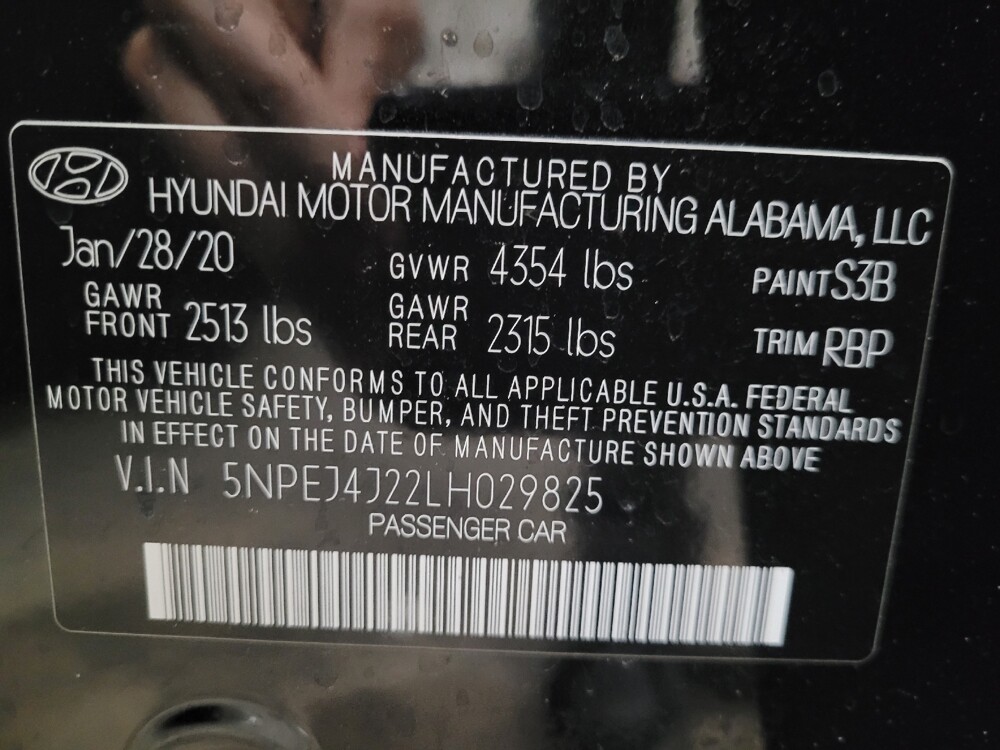 MANUFACTURED BY
HYUNDAI MOTOR MANUFACTURING ALABAMA, LLC
Jan/28/20 GVWR 4354 lbs PAINT S3B
GAWR FRONT 2513 lbs GAWR REAR 2315 lbs TRIM RBP
THIS VEHICLE CONFORMS TO ALL APPLICABLE U.S.A. FEDERAL
MOTOR VEHICLE SAFETY, BUMPER, AND THEFT PREVENTION STANDARDS
IN EFFECT ON THE DATE OF MANUFACTURE SHOWN ABOVE
V.I.N 5NPEJ4J22LH029825
PASSENGER CAR